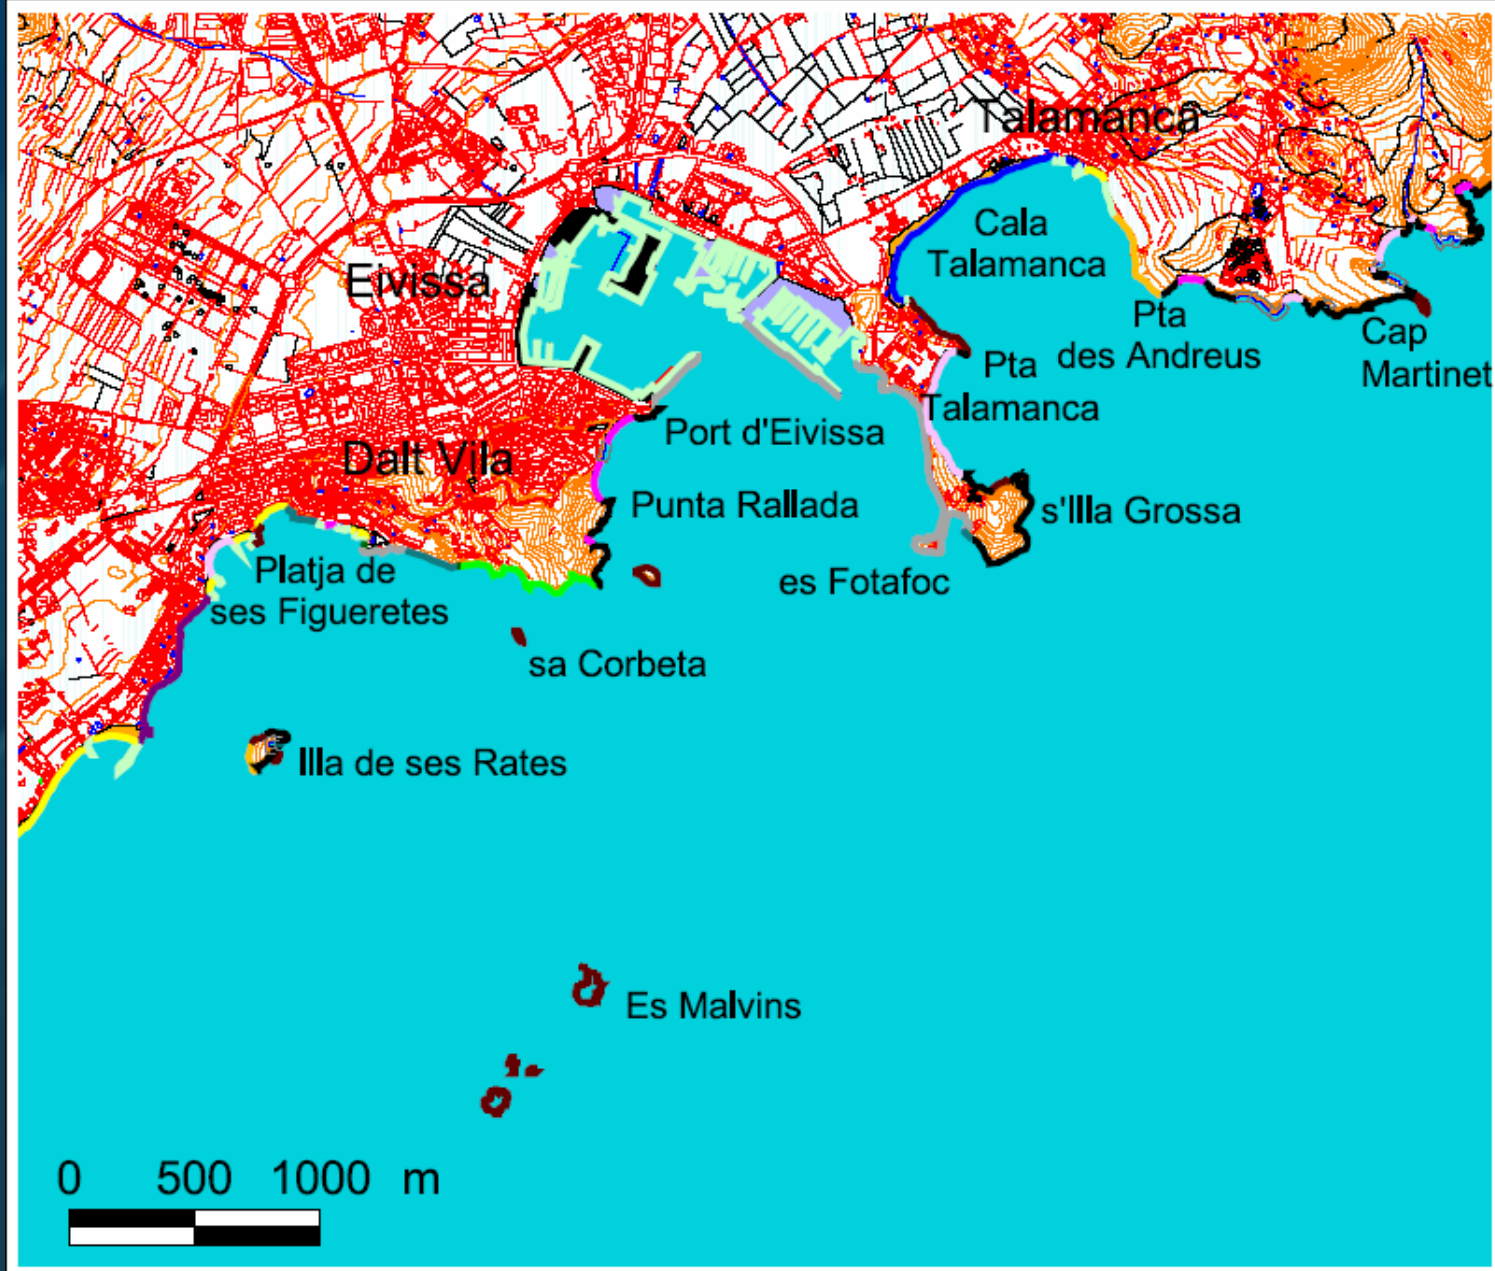 Talamanca
Cala
Talamanca
Eivissa
Pta
des Andreus
Cap
Martinet
Pta
Talamanca
Port d'Eivissa
Dalt Vila
Punta Rallada
s'Illa Grossa
Platja de
ses Figueretes
es Fotafoc
sa Corbeta
Illa de ses Rates
Es Malvins
0 500 1000 m